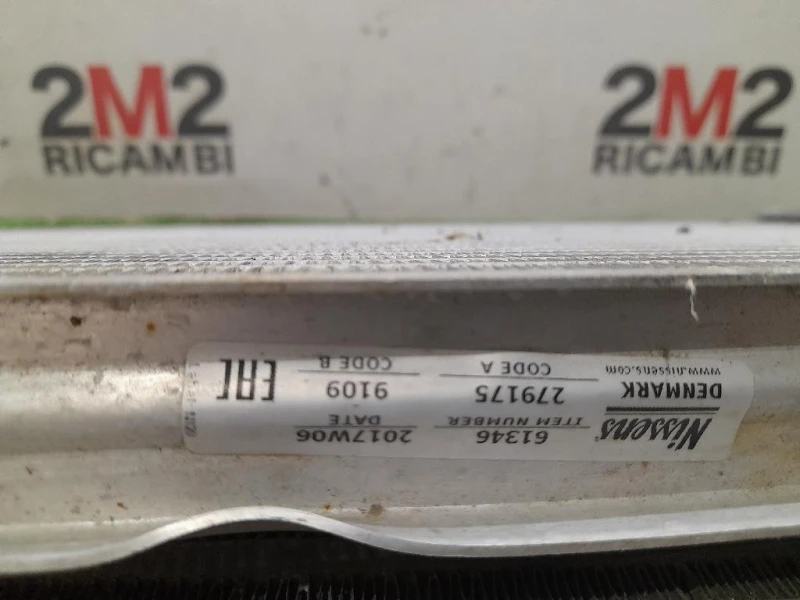 2M2
RICAMBI
2M2
RICAMBI
Nissens
DENMARK
www.nissens.com
ITEM NUMBER
61346
DATE
2017W06
CODE A
279175
CODE B
9109
EAC